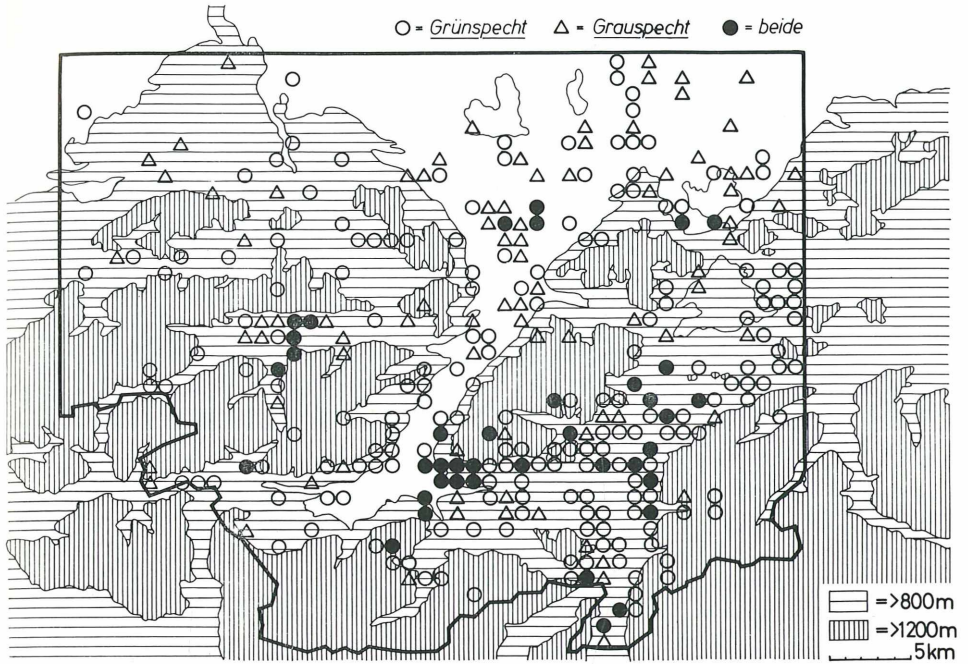 ○ = Grünspecht △ = Grauspecht ● = beide
= >800m
= >1200m
5km